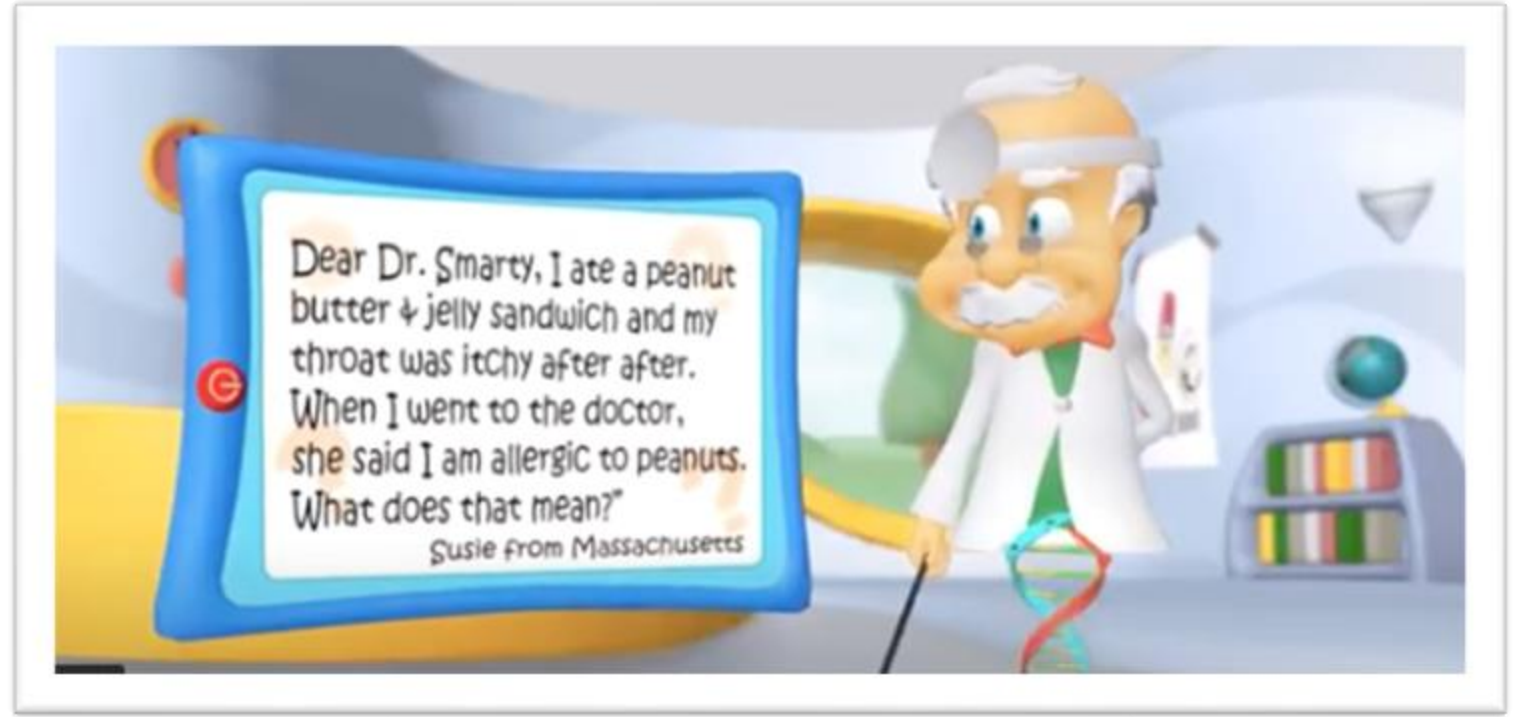 Dear Dr. Smarty, I ate a peanut
butter & jelly sandwich and my
throat was itchy after after.
When I went to the doctor,
she said I am allergic to peanuts.
What does that mean?"
Susie from Massachusetts